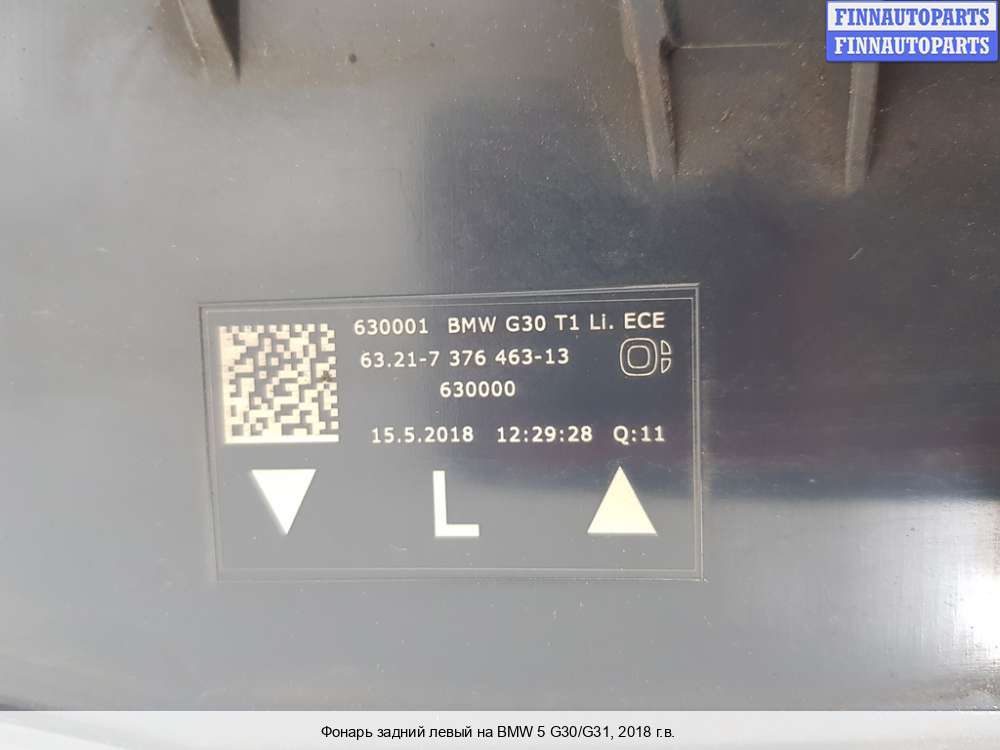 FINNAUTOPARTS
FINNAUTOPARTS
630001 BMW G30 T1 Li. ECE
63.21-7 376 463-13
630000
15.5.2018 12:29:28 Q:11
L
Фонарь задний левый на BMW 5 G30/G31, 2018 г.в.